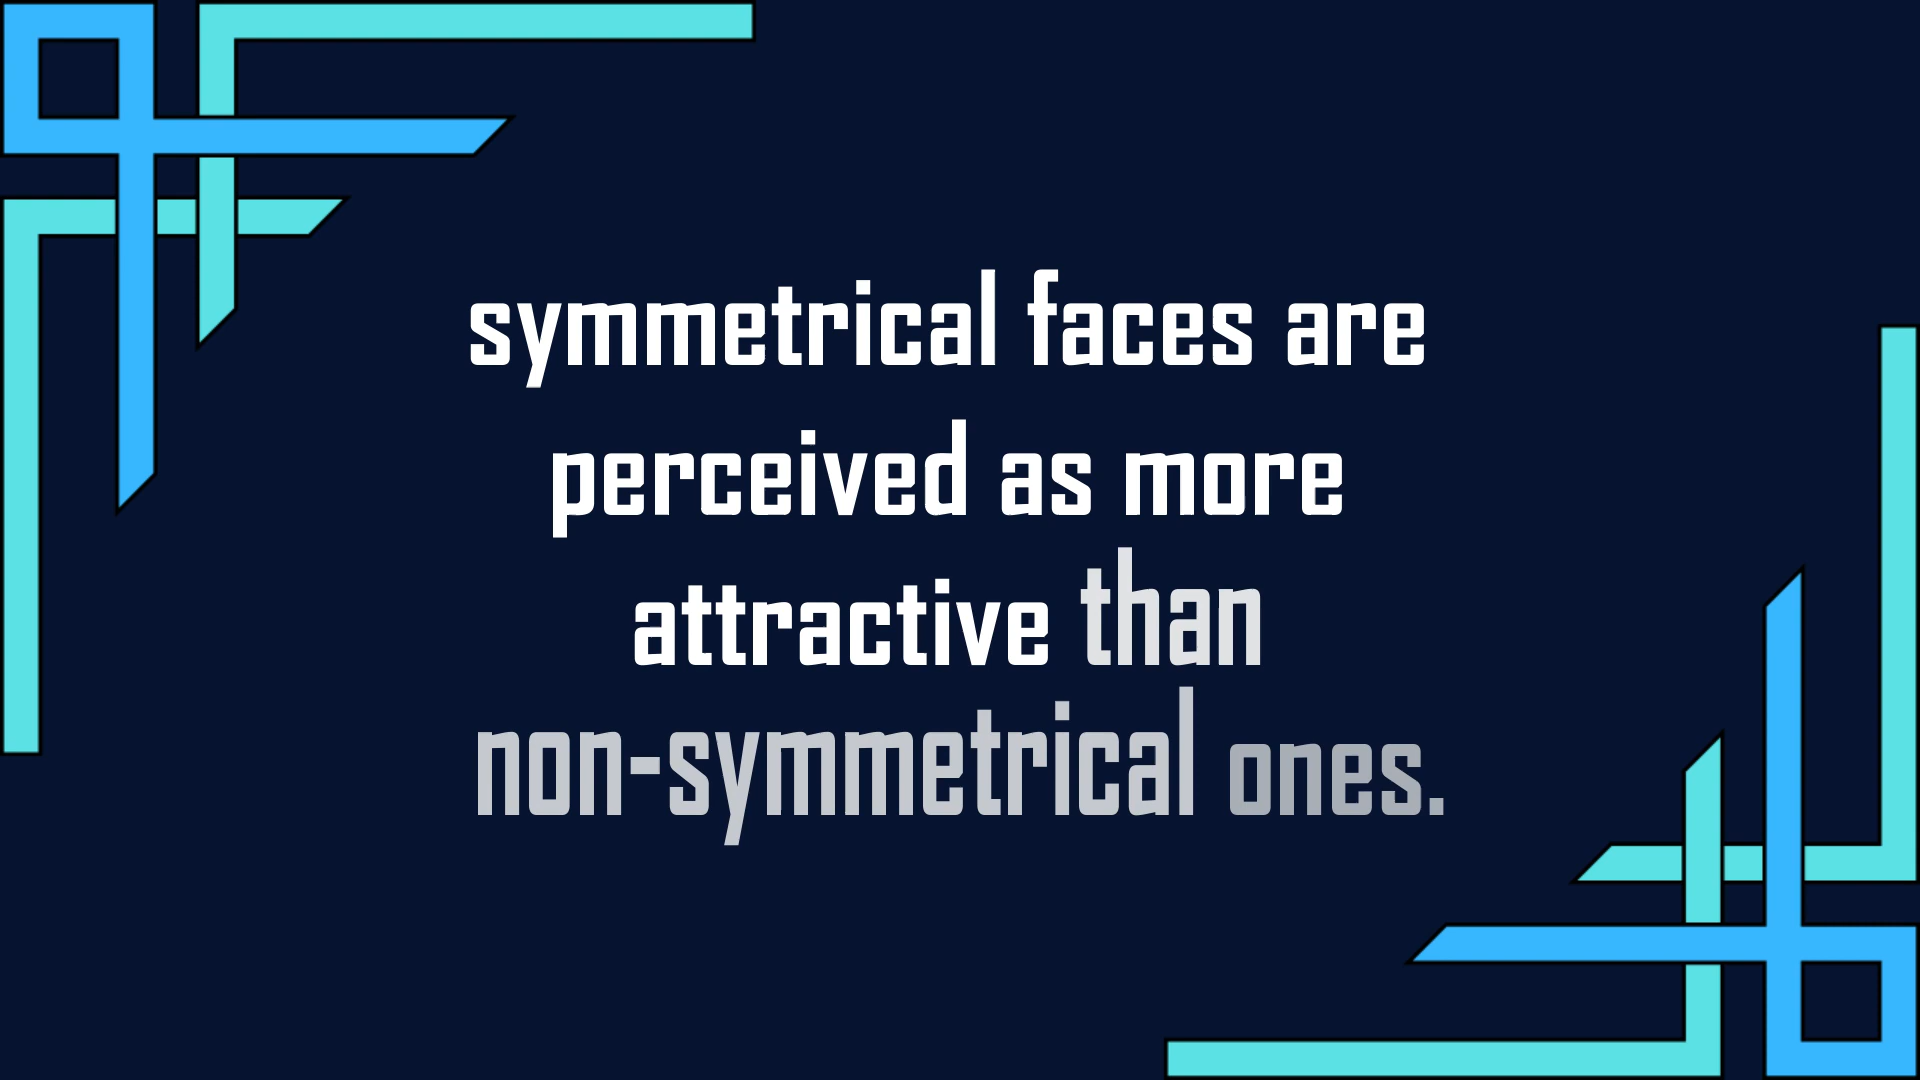 symmetrical faces are
perceived as more
attractive than
non-symmetrical ones.